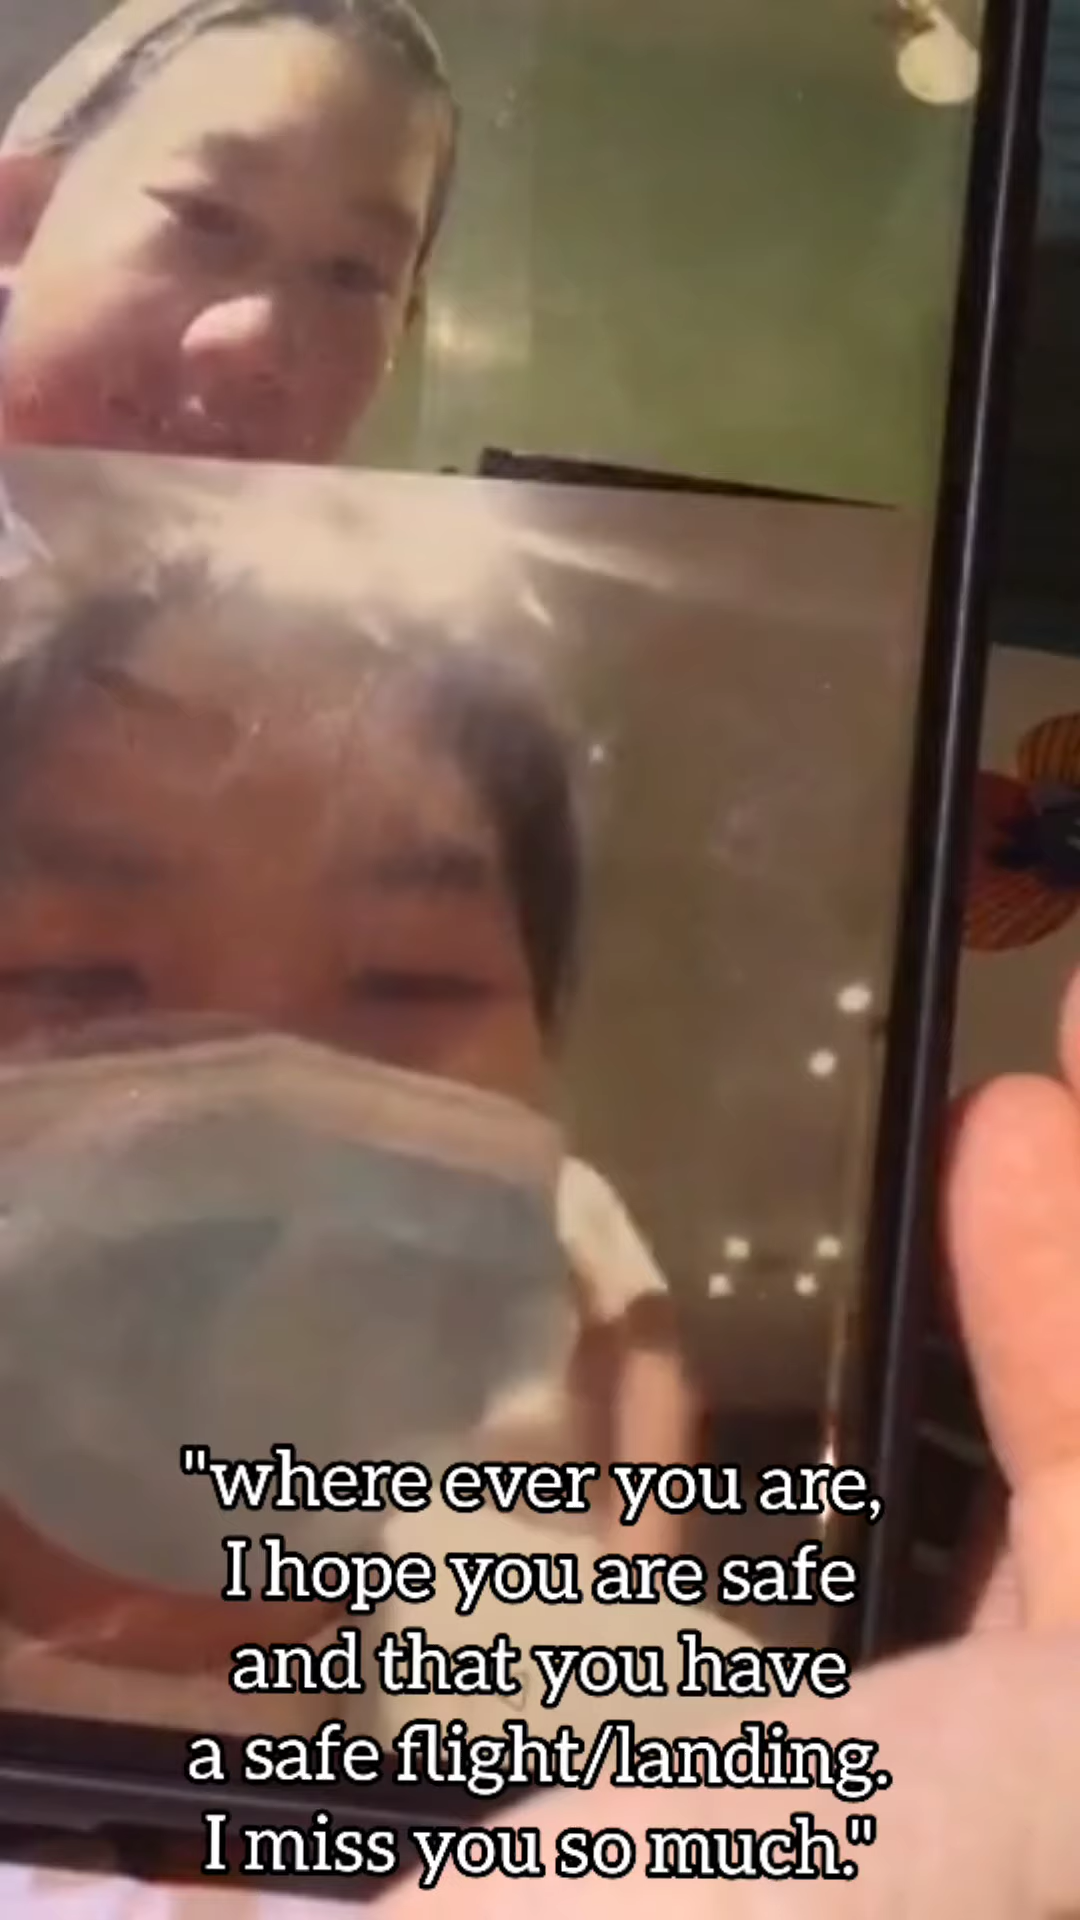 "where ever you are,
I hope you are safe
and that you have
a safe flight/landing.
I miss you so much."